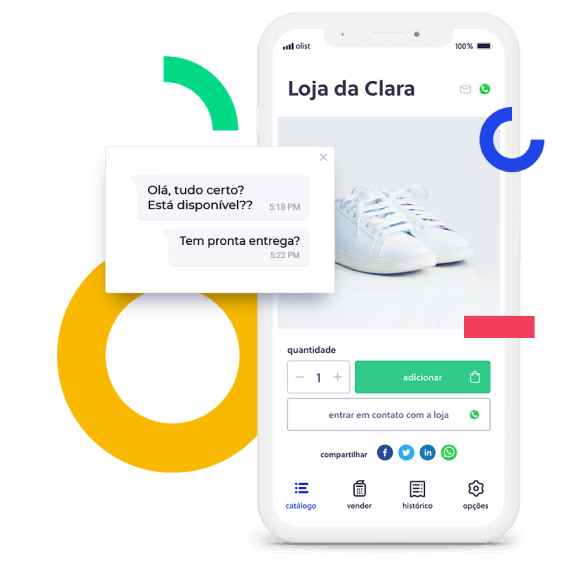 olist
100%
Loja da Clara
Olá, tudo certo?
Está disponível??
5:18 PM
Tem pronta entrega?
5:22 PM
quantidade
1
adicionar
entrar em contato com a loja
compartilhar
catálogo
vender
histórico
opções